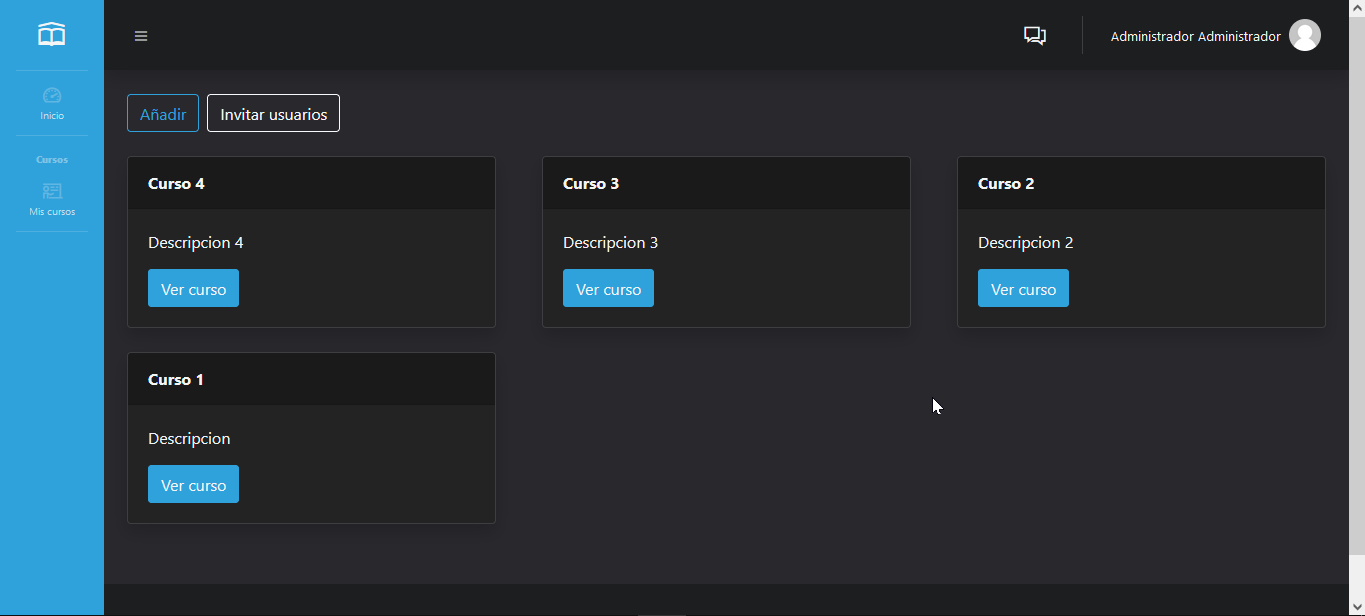 Administrador Administrador
Inicio
Cursos
Mis cursos
Añadir
Invitar usuarios
Curso 4
Descripcion 4
Ver curso
Curso 3
Descripcion 3
Ver curso
Curso 2
Descripcion 2
Ver curso
Curso 1
Descripcion
Ver curso